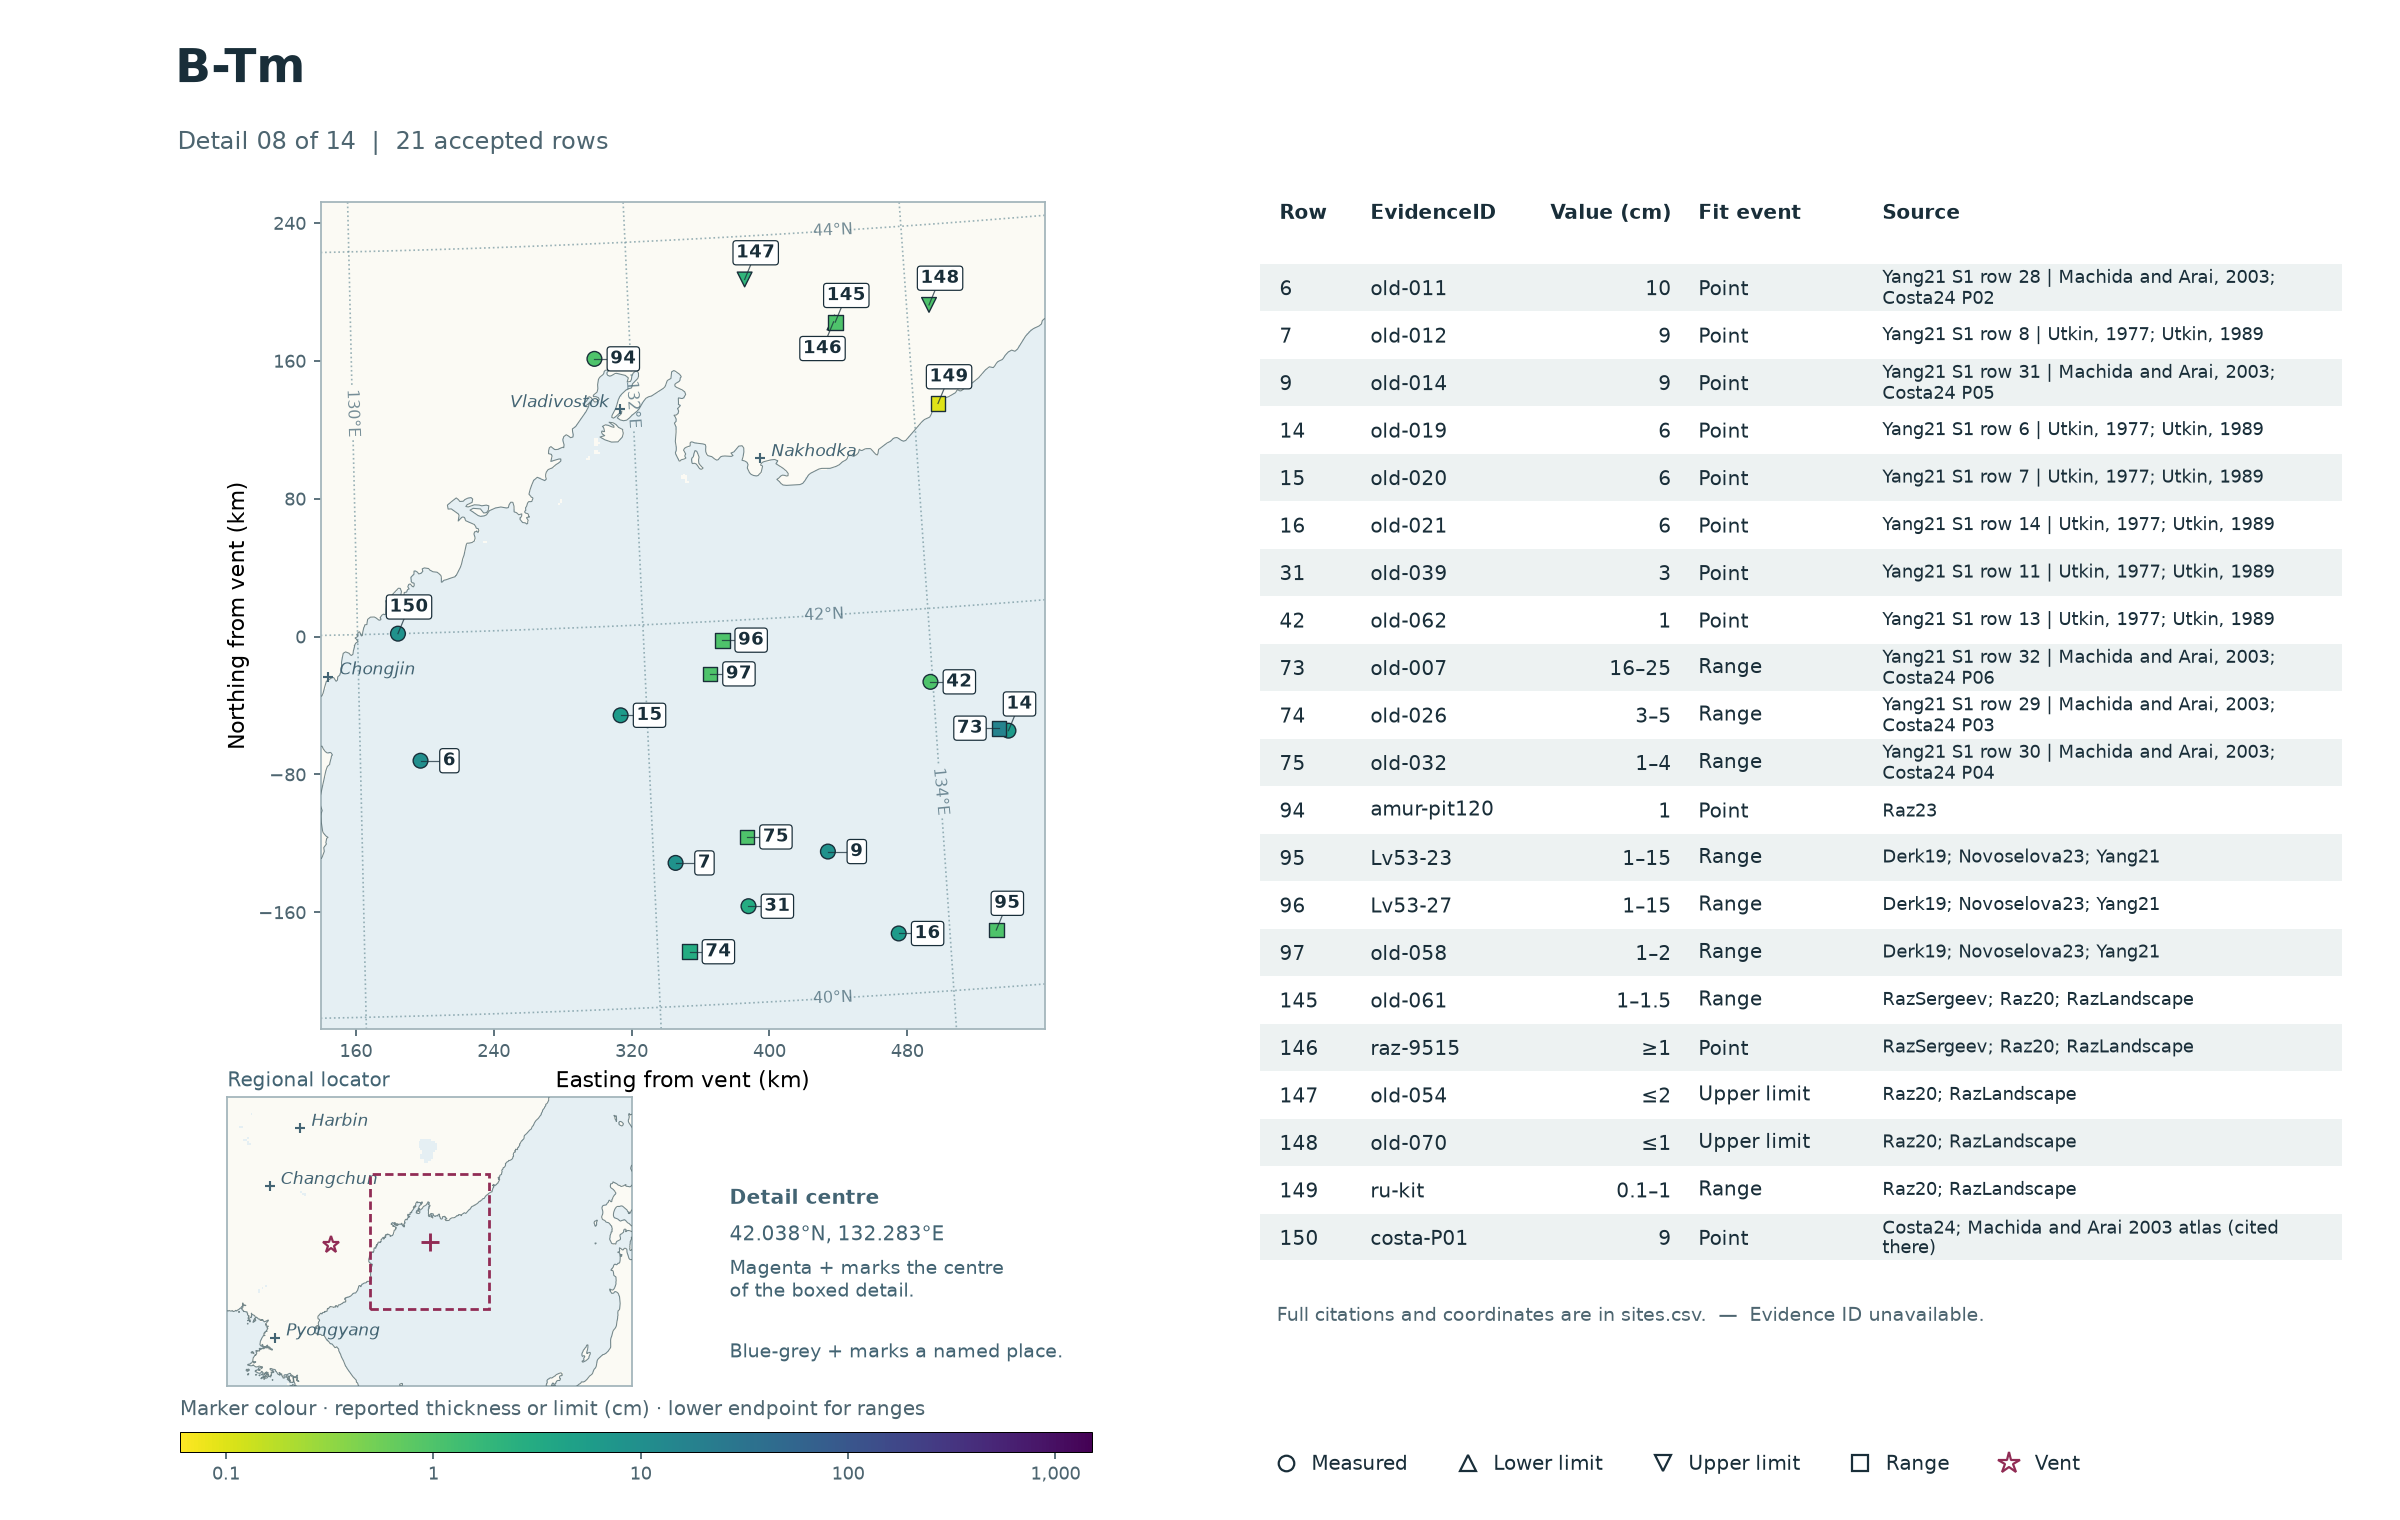 B-Tm
Detail 08 of 14 | 21 accepted rows
240
160
80
0
−80
−160
160
240
320
400
480
Northing from vent (km)
Easting from vent (km)
44°N
42°N
40°N
130°E
132°E
134°E
147
145
148
146
94
149
Vladivostok
Nakhodka
150
Chongjin
96
97
42
15
14
73
6
75
7
9
31
95
16
74
Regional locator
Harbin
Changchun
Pyongyang
Detail centre
42.038°N, 132.283°E
Magenta + marks the centre
of the boxed detail.
Blue-grey + marks a named place.
Marker colour · reported thickness or limit (cm) · lower endpoint for ranges
0.1 1 10 100 1,000
Row EvidenceID Value (cm) Fit event Source
6 old-011 10 Point Yang21 S1 row 28 | Machida and Arai, 2003;
Costa24 P02
7 old-012 9 Point Yang21 S1 row 8 | Utkin, 1977; Utkin, 1989
9 old-014 9 Point Yang21 S1 row 31 | Machida and Arai, 2003;
Costa24 P05
14 old-019 6 Point Yang21 S1 row 6 | Utkin, 1977; Utkin, 1989
15 old-020 6 Point Yang21 S1 row 7 | Utkin, 1977; Utkin, 1989
16 old-021 6 Point Yang21 S1 row 14 | Utkin, 1977; Utkin, 1989
31 old-039 3 Point Yang21 S1 row 11 | Utkin, 1977; Utkin, 1989
42 old-062 1 Point Yang21 S1 row 13 | Utkin, 1977; Utkin, 1989
73 old-007 16–25 Range Yang21 S1 row 32 | Machida and Arai, 2003;
Costa24 P06
74 old-026 3–5 Range Yang21 S1 row 29 | Machida and Arai, 2003;
Costa24 P03
75 old-032 1–4 Range Yang21 S1 row 30 | Machida and Arai, 2003;
Costa24 P04
94 amur-pit120 1 Point Raz23
95 Lv53-23 1–15 Range Derk19; Novoselova23; Yang21
96 Lv53-27 1–15 Range Derk19; Novoselova23; Yang21
97 old-058 1–2 Range Derk19; Novoselova23; Yang21
145 old-061 1–1.5 Range RazSergeev; Raz20; RazLandscape
146 raz-9515 ≥1 Point RazSergeev; Raz20; RazLandscape
147 old-054 ≤2 Upper limit Raz20; RazLandscape
148 old-070 ≤1 Upper limit Raz20; RazLandscape
149 ru-kit 0.1–1 Range Raz20; RazLandscape
150 costa-P01 9 Point Costa24; Machida and Arai 2003 atlas (cited
there)
Full citations and coordinates are in sites.csv. — Evidence ID unavailable.
Measured Lower limit Upper limit Range Vent